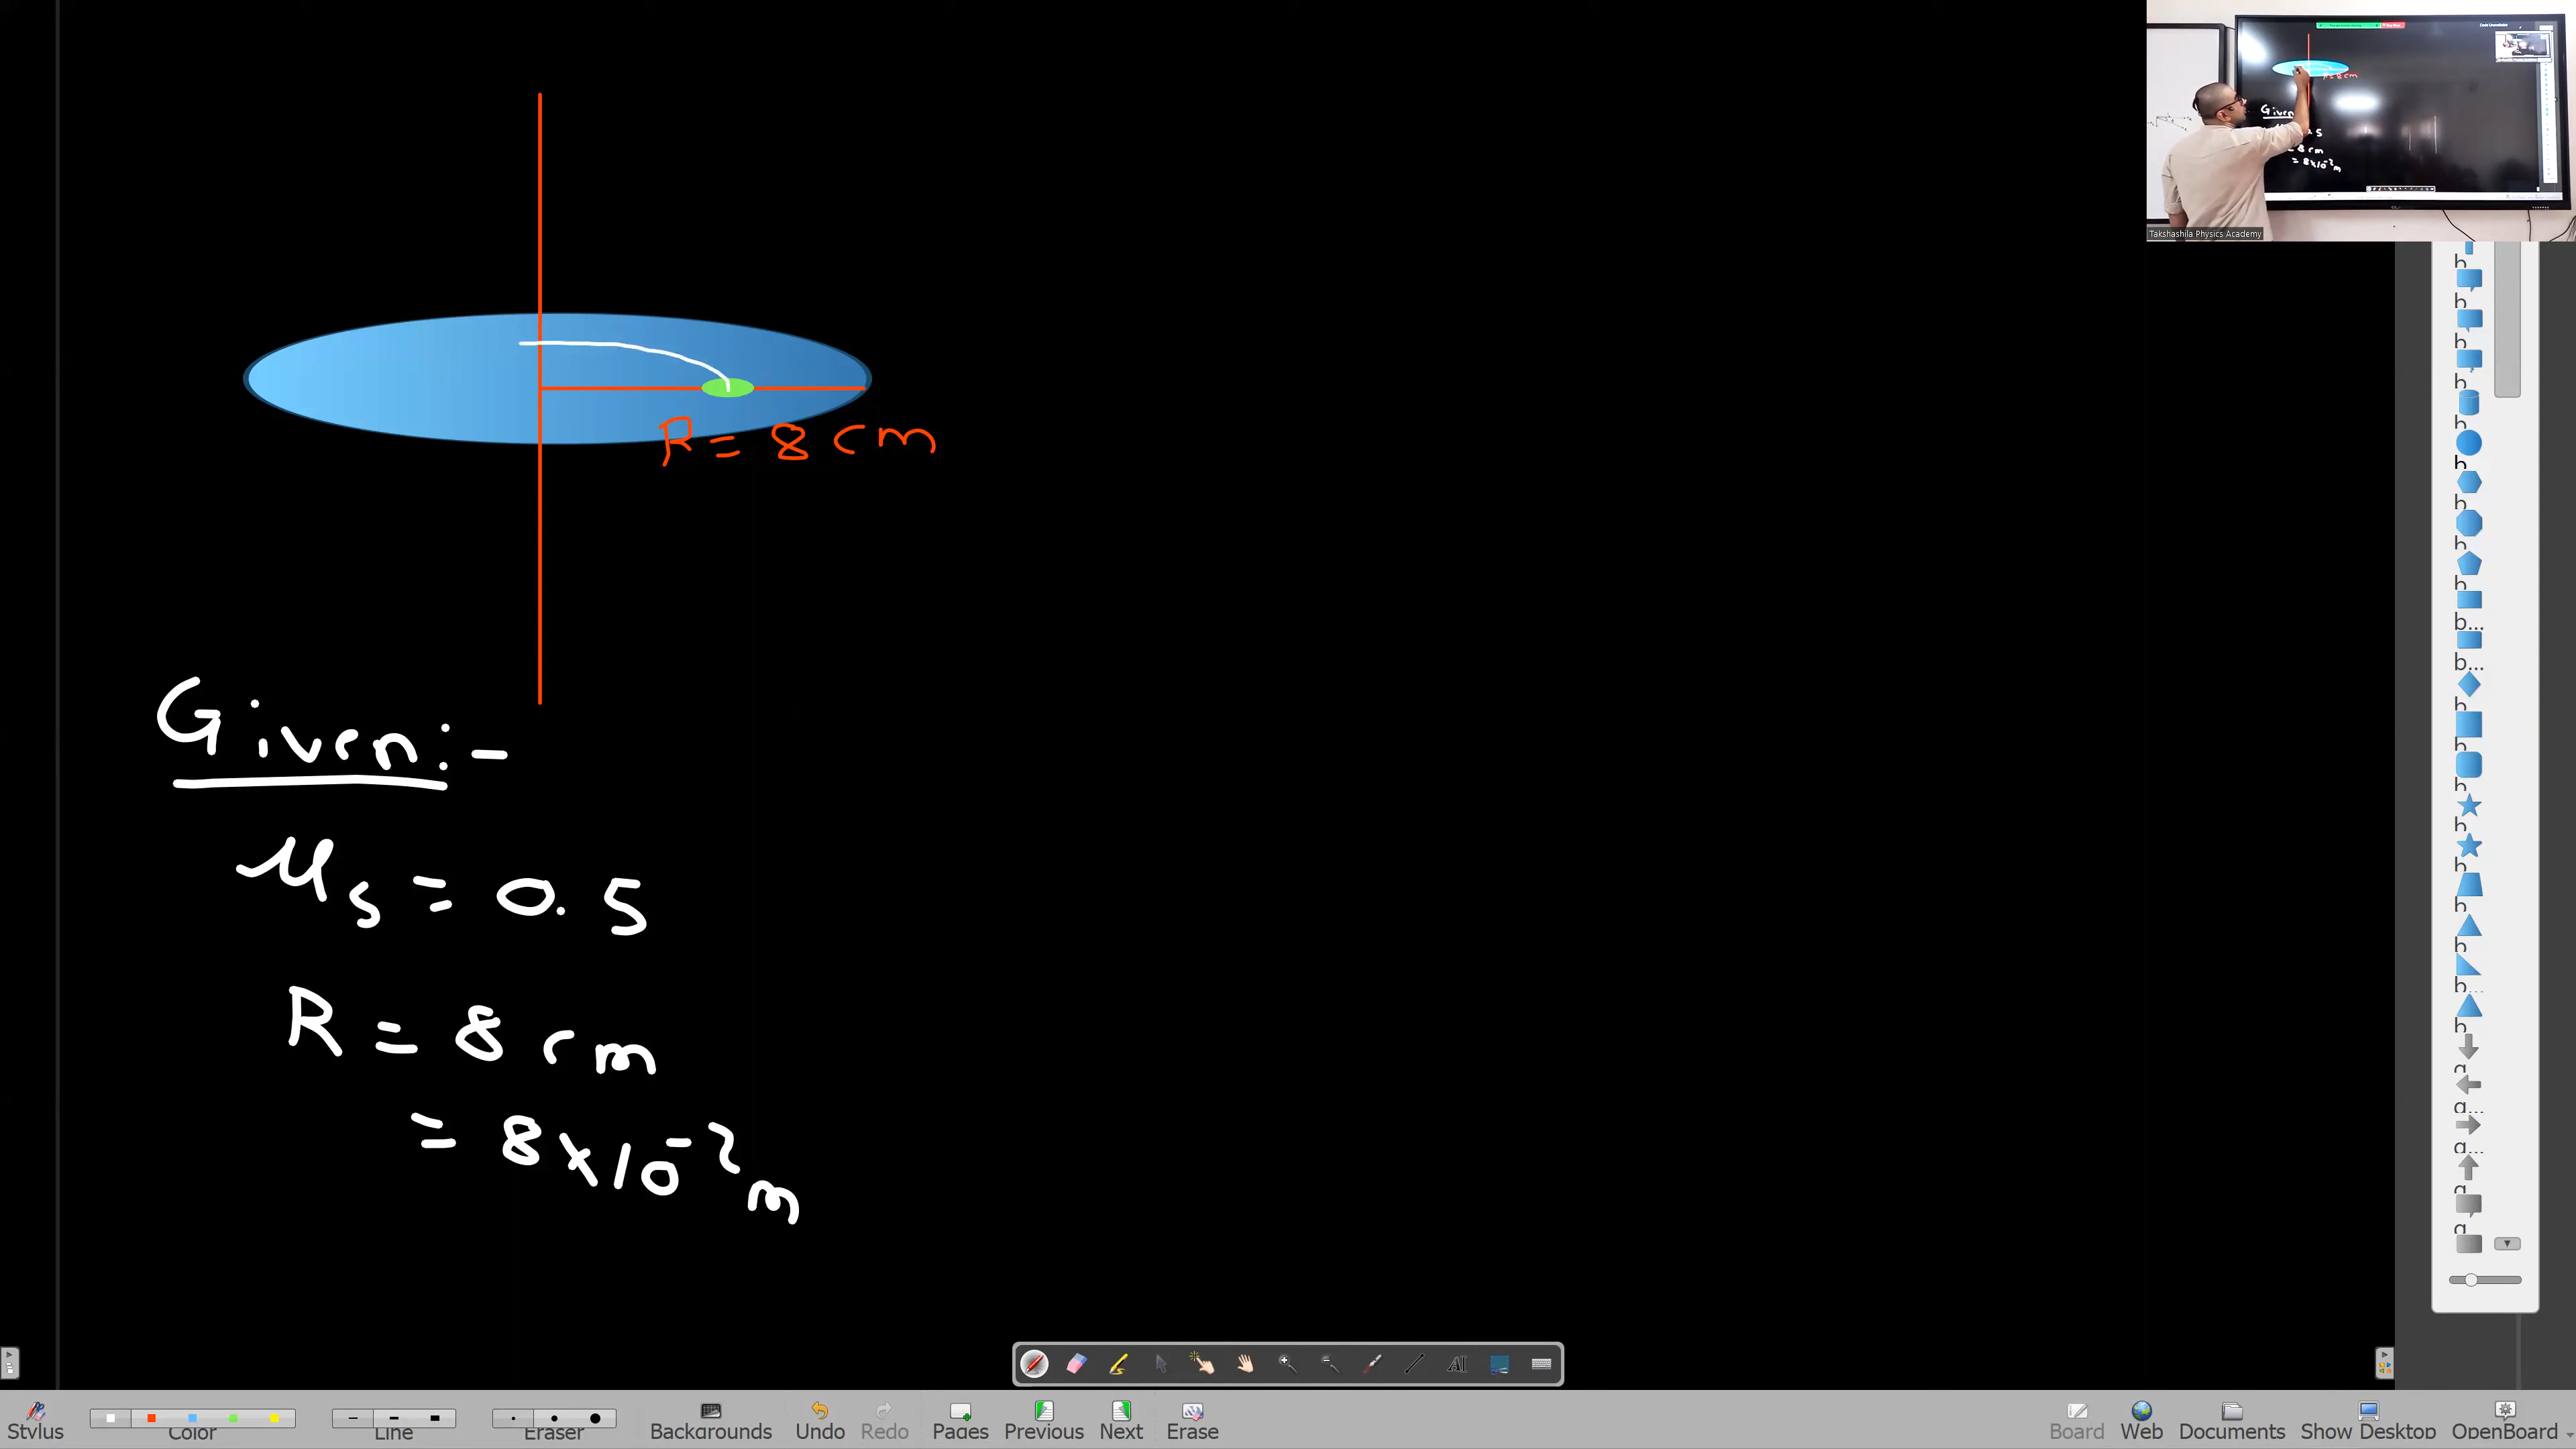 Takshashila Physics Academy
R = 8 cm
Given:-
μs = 0.5
R = 8 cm
= 8×10⁻² m
b
b
b
b
b
b
b
b
b
b...
b...
b
b
b
b
b
b
b
b
b...
b
a
a...
a...
a
a
Stylus
Color
Line
Eraser
Backgrounds
Undo
Redo
Pages
Previous
Next
Erase
Board
Web
Documents
Show Desktop
OpenBoard